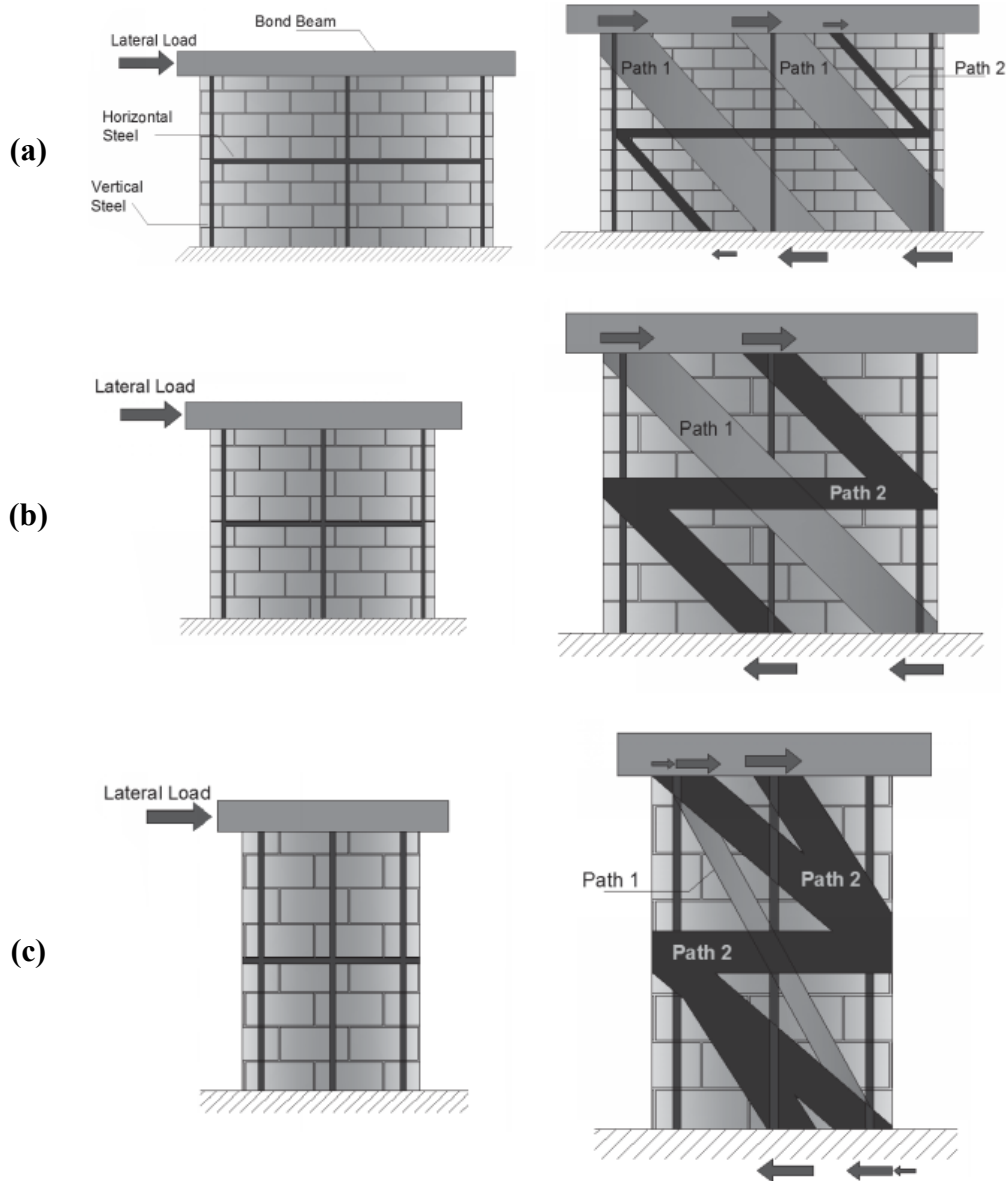 (a)
Bond Beam
Lateral Load
Horizontal
Steel
Vertical
Steel
Path 1
Path 1
Path 2
(b)
Lateral Load
Path 1
Path 2
(c)
Lateral Load
Path 1
Path 2
Path 2